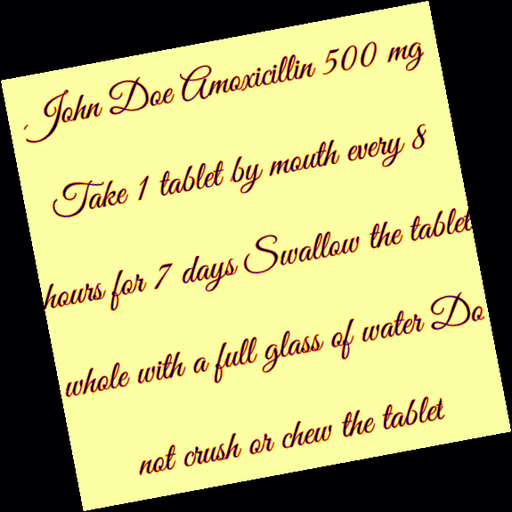 John Doe Amoxicillin 500 mg
Take 1 tablet by mouth every 8
hours for 7 days Swallow the tablet
whole with a full glass of water Do
not crush or chew the tablet